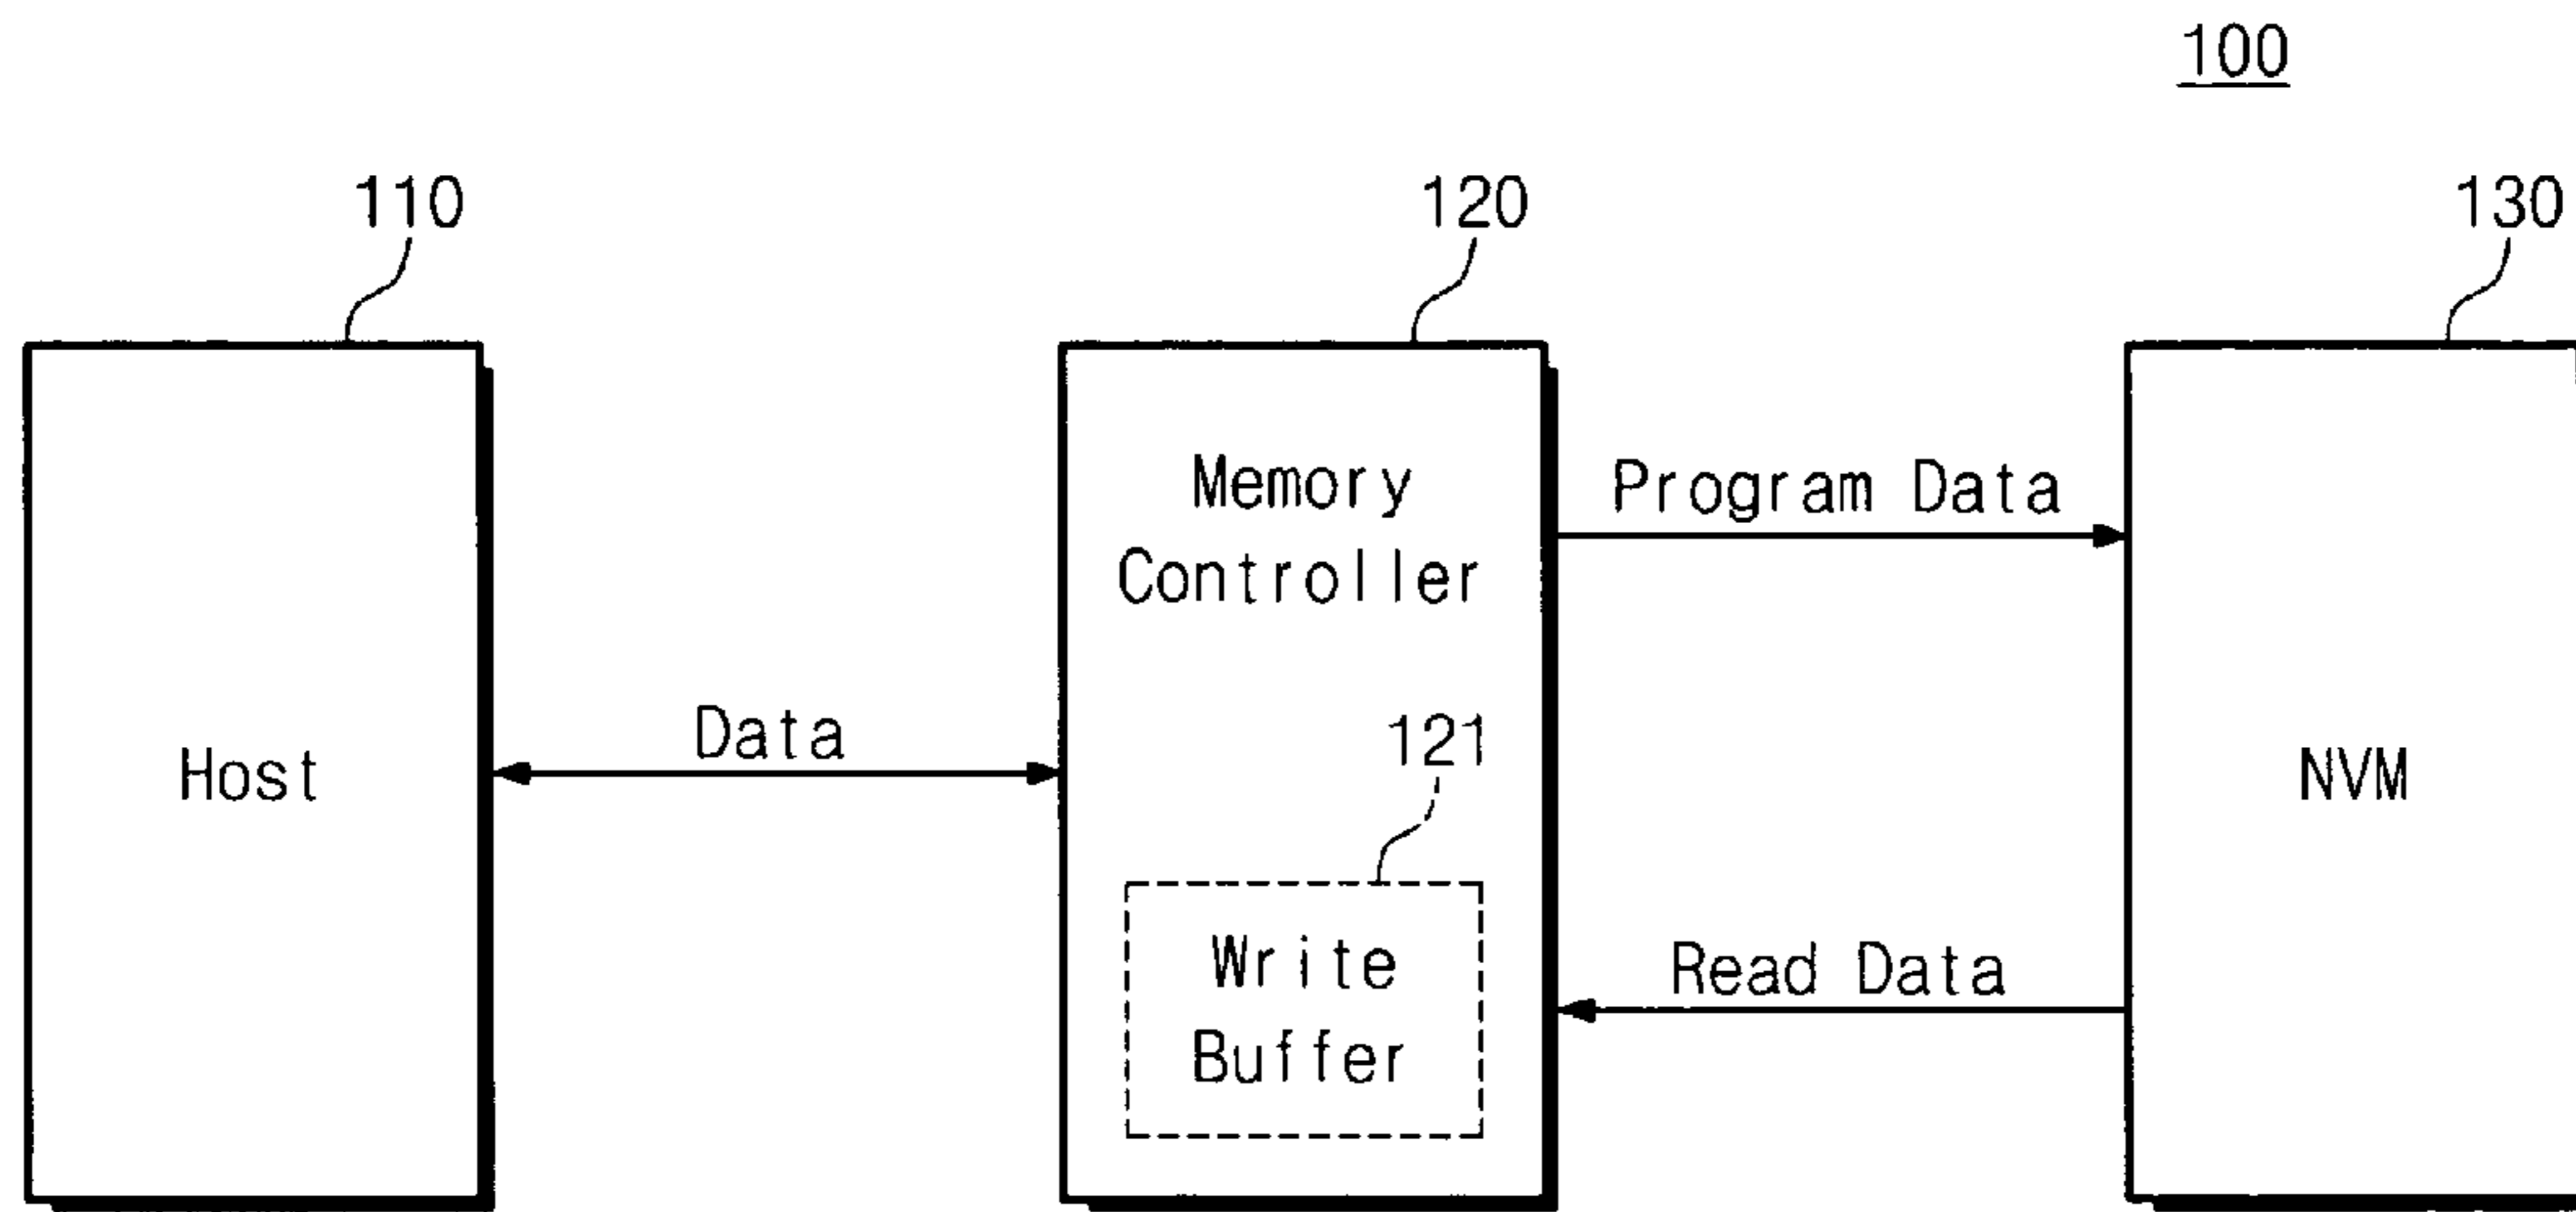 100
110
120
130
Memory
Controller
Program Data
Data
121
Host
NVM
Write
Buffer
Read Data